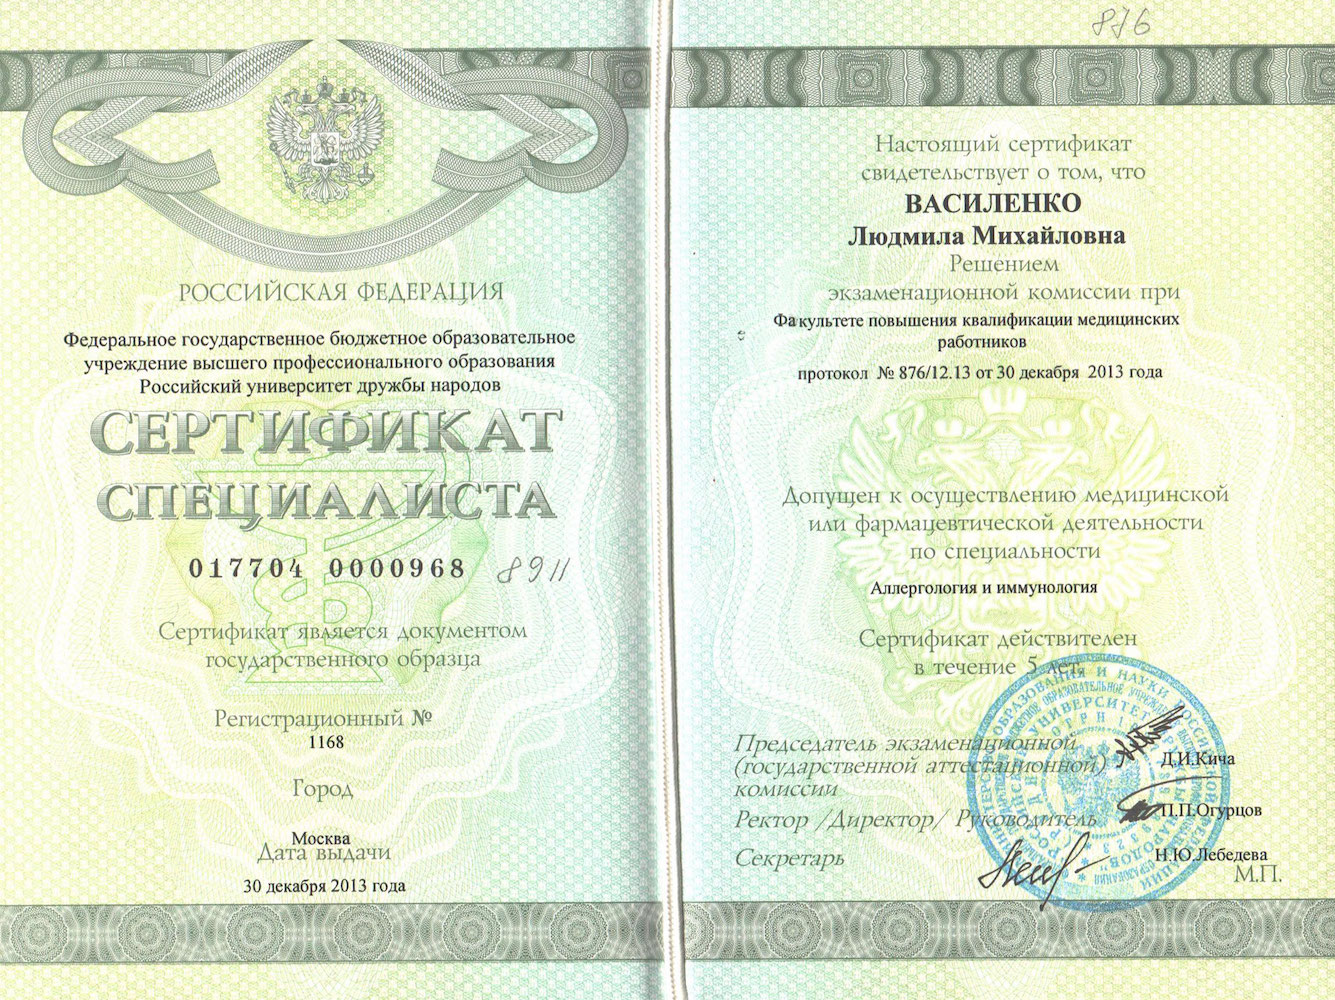 РОССИЙСКАЯ ФЕДЕРАЦИЯ
Федеральное государственное бюджетное образовательное
учреждение высшего профессионального образования
Российский университет дружбы народов
СЕРТИФИКАТ
СПЕЦИАЛИСТА
017704 0000968 8911
Сертификат является документом
государственного образца
Регистрационный №
1168
Город
Москва
Дата выдачи
30 декабря 2013 года
876
Настоящий сертификат
свидетельствует о том, что
ВАСИЛЕНКО
Людмила Михайловна
Решением
экзаменационной комиссии при
Факультете повышения квалификации медицинских
работников
протокол № 876/12.13 от 30 декабря 2013 года
Допущен к осуществлению медицинской
или фармацевтической деятельности
по специальности
Аллергология и иммунология
Сертификат действителен
в течение 5 лет.
Председатель экзаменационной
(государственной аттестационной)
комиссии
Д.И.Кича
Ректор /Директор/ Руководитель
П.П.Огурцов
Секретарь
Н.Ю.Лебедева
М.П.